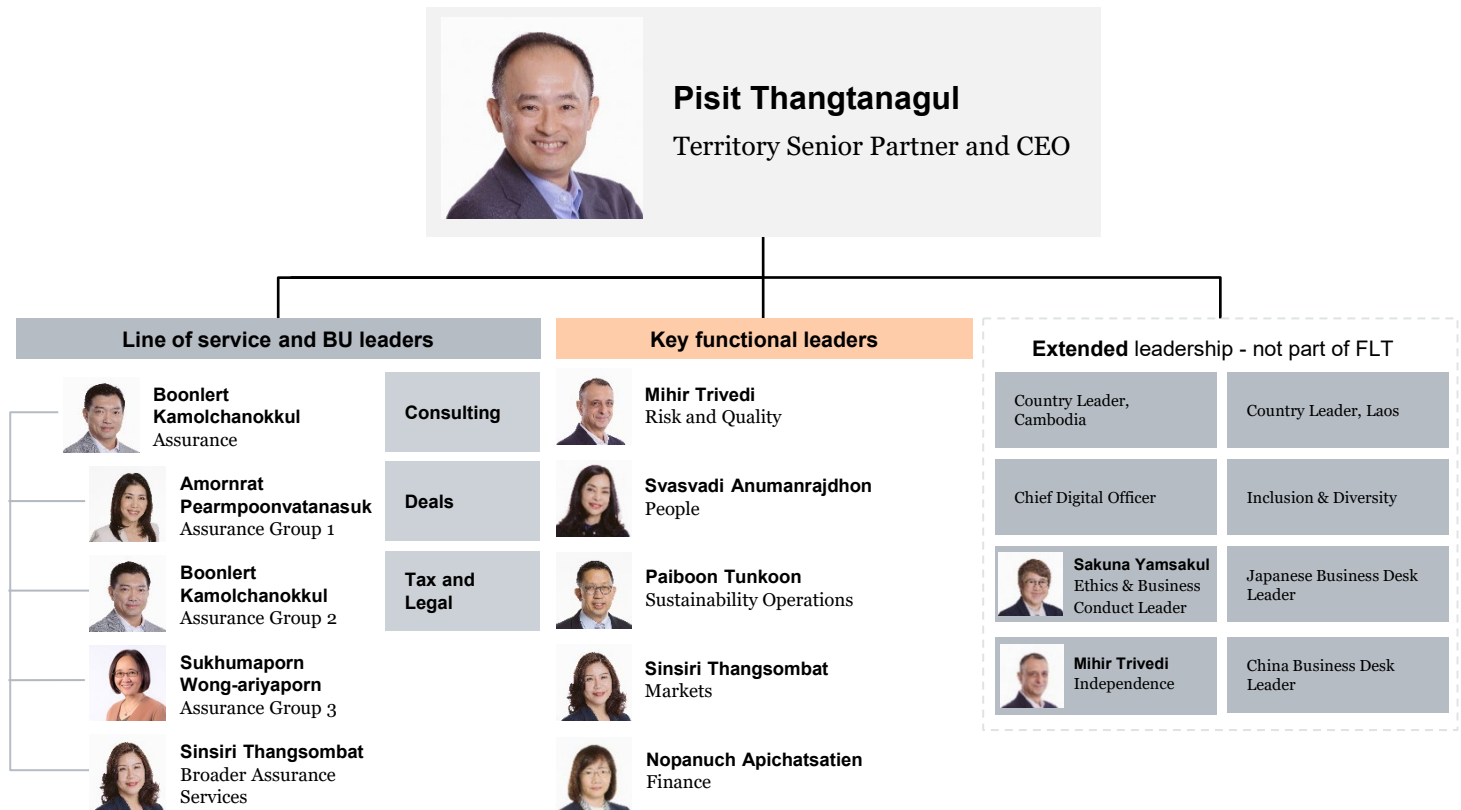 Pisit Thangtanagul
Territory Senior Partner and CEO
Line of service and BU leaders
Boonlert
Kamolchanokkul
Assurance
Amornrat
Pearmpoonvatanasuk
Assurance Group 1
Boonlert
Kamolchanokkul
Assurance Group 2
Sukhumaporn
Wong-ariyaporn
Assurance Group 3
Sinsiri Thangsombat
Broader Assurance
Services
Consulting
Deals
Tax and
Legal
Key functional leaders
Mihir Trivedi
Risk and Quality
Svasvadi Anumanrajdhon
People
Paiboon Tunkoon
Sustainability Operations
Sinsiri Thangsombat
Markets
Nopanuch Apichatsatien
Finance
Extended leadership - not part of FLT
Country Leader,
Cambodia
Country Leader, Laos
Chief Digital Officer
Inclusion & Diversity
Sakuna Yamsakul
Ethics & Business
Conduct Leader
Japanese Business Desk
Leader
Mihir Trivedi
Independence
China Business Desk
Leader